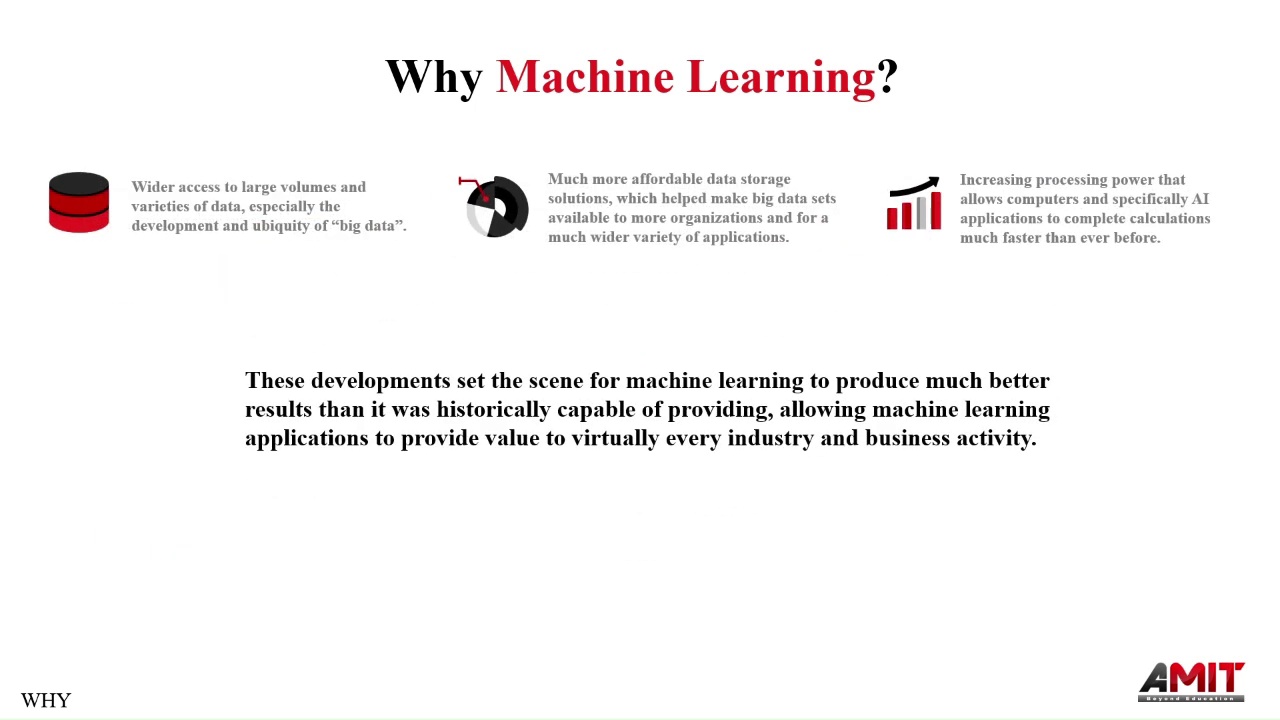 Why Machine Learning?
Wider access to large volumes and
varieties of data, especially the
development and ubiquity of “big data”.
Much more affordable data storage
solutions, which helped make big data sets
available to more organizations and for a
much wider variety of applications.
Increasing processing power that
allows computers and specifically AI
applications to complete calculations
much faster than ever before.
These developments set the scene for machine learning to produce much better
results than it was historically capable of providing, allowing machine learning
applications to provide value to virtually every industry and business activity.
WHY
AMIT
Beyond Education